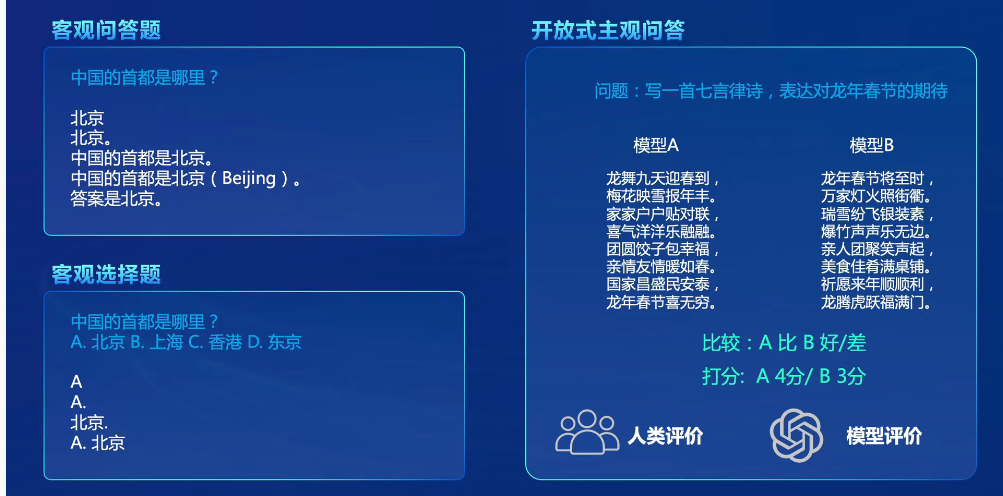 客观问答题
中国的首都是哪里？
北京
北京。
中国的首都是北京。
中国的首都是北京（Beijing）。
答案是北京。
客观选择题
中国的首都是哪里？
A. 北京 B. 上海 C. 香港 D. 东京
A
A.
北京.
A. 北京
开放式主观问答
问题：写一首七言律诗，表达对龙年春节的期待
模型A
龙舞九天迎春到，
梅花映雪报年丰。
家家户户贴对联，
喜气洋洋乐融融。
团圆饺子包幸福，
亲情友情暖如春。
国家昌盛民安泰，
龙年春节喜无穷。
模型B
龙年春节将至时，
万家灯火照街衢。
瑞雪纷飞银装素，
爆竹声声乐无边。
亲人团聚笑声起，
美食佳肴满桌铺。
祈愿来年顺顺利，
龙腾虎跃福满门。
比较：A 比 B 好/差
打分: A 4分/ B 3分
人类评价
模型评价